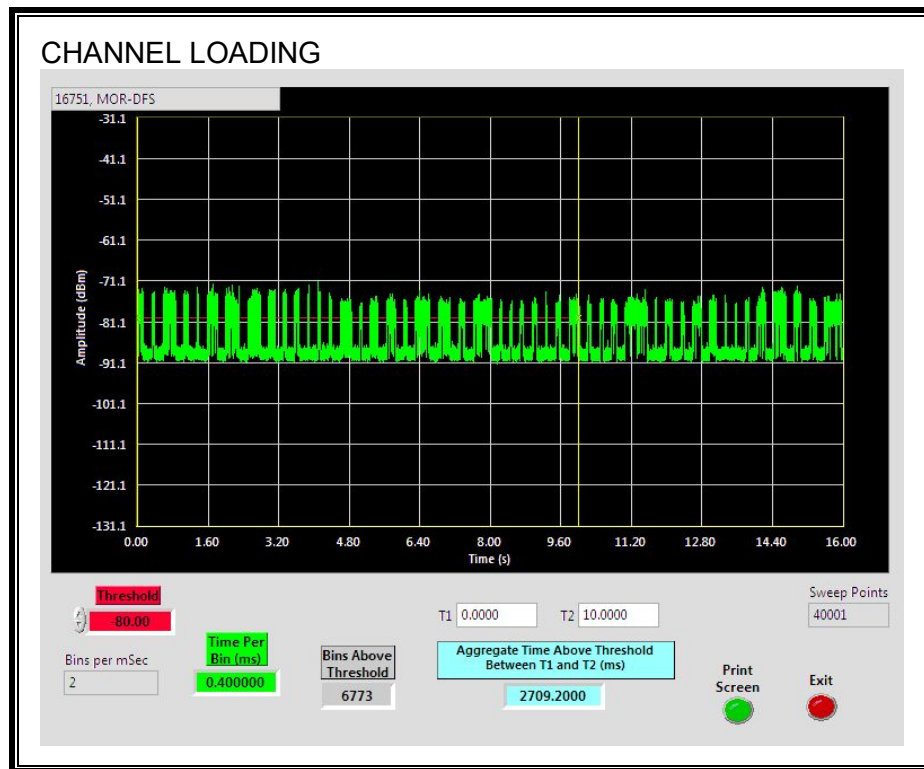 CHANNEL LOADING
16751, MOR-DFS
-31.1
-41.1
-51.1
-61.1
-71.1
-81.1
-91.1
-101.1
-111.1
-121.1
-131.1
Amplitude (dBm)
0.00 1.60 3.20 4.80 6.40 8.00 9.60 11.20 12.80 14.40 16.00
Time (s)
Threshold
-80.00
Bins per mSec
2
Time Per
Bin (ms)
0.400000
Bins Above
Threshold
6773
T1 0.0000 T2 10.0000
Aggregate Time Above Threshold
Between T1 and T2 (ms)
2709.2000
Sweep Points
40001
Print
Screen
Exit